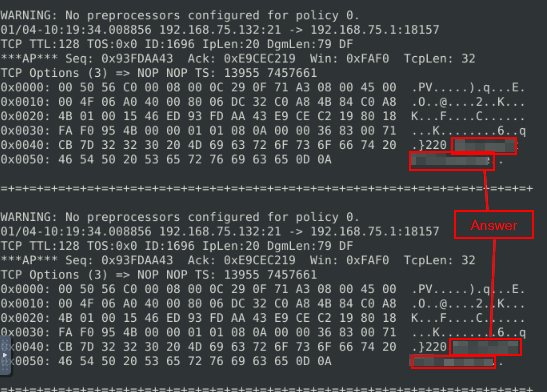 WARNING: No preprocessors configured for policy 0.
01/04-10:19:34.008856 192.168.75.132:21 -> 192.168.75.1:18157
TCP TTL:128 TOS:0x0 ID:1696 IpLen:20 DgmLen:79 DF
***AP*** Seq: 0x93FDAA43  Ack: 0xE9CEC219  Win: 0xFAF0  TcpLen: 32
TCP Options (3) => NOP NOP TS: 13955 7457661
0x0000: 00 50 56 C0 00 08 00 0C 29 0F 71 A3 08 00 45 00  .PV.....).q...E.
0x0010: 00 4F 06 A0 40 00 80 06 DC 32 C0 A8 4B 84 C0 A8  .O..@....2..K...
0x0020: 4B 01 00 15 46 ED 93 FD AA 43 E9 CE C2 19 80 18  K...F....C......
0x0030: FA F0 95 4B 00 00 01 01 08 0A 00 00 36 83 00 71  ...K........6..q
0x0040: CB 7D 32 32 30 20 4D 69 63 72 6F 73 6F 66 74 20  .}220
0x0050: 46 54 50 20 53 65 72 76 69 63 65 0D 0A  ..
=+=+=+=+=+=+=+=+=+=+=+=+=+=+=+=+=+=+=+=+=+=+=+=+=+=+=+=+=+=+=+=+=+=+=+=+=+
WARNING: No preprocessors configured for policy 0.
Answer
01/04-10:19:34.008856 192.168.75.132:21 -> 192.168.75.1:18157
TCP TTL:128 TOS:0x0 ID:1696 IpLen:20 DgmLen:79 DF
***AP*** Seq: 0x93FDAA43  Ack: 0xE9CEC219  Win: 0xFAF0  TcpLen: 32
TCP Options (3) => NOP NOP TS: 13955 7457661
0x0000: 00 50 56 C0 00 08 00 0C 29 0F 71 A3 08 00 45 00  .PV.....).q...E.
0x0010: 00 4F 06 A0 40 00 80 06 DC 32 C0 A8 4B 84 C0 A8  .O..@....2..K...
0x0020: 4B 01 00 15 46 ED 93 FD AA 43 E9 CE C2 19 80 18  K...F....C......
0x0030: FA F0 95 4B 00 00 01 01 08 0A 00 00 36 83 00 71  ...K........6..q
0x0040: CB 7D 32 32 30 20 4D 69 63 72 6F 73 6F 66 74 20  .}220
0x0050: 46 54 50 20 53 65 72 76 69 63 65 0D 0A
=+=+=+=+=+=+=+=+=+=+=+=+=+=+=+=+=+=+=+=+=+=+=+=+=+=+=+=+=+=+=+=+=+=+=+=+=+